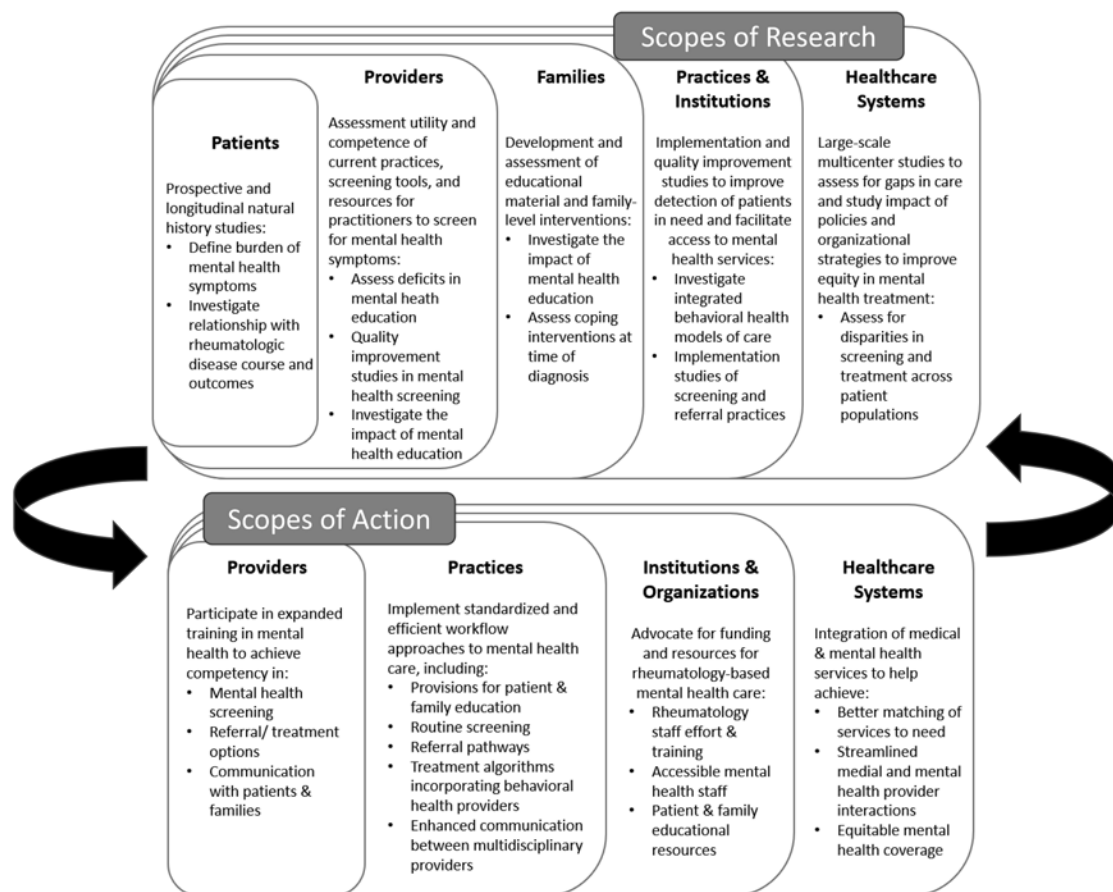 Scopes of Research
Patients
Prospective and
longitudinal natural
history studies:
• Define burden of
mental health
symptoms
• Investigate
relationship with
rheumatologic
disease course and
outcomes
Providers
Assessment utility and
competence of
current practices,
screening tools, and
resources for
practitioners to screen
for mental health
symptoms:
• Assess deficits in
mental heath
education
• Quality
improvement
studies in mental
health screening
• Investigate the
impact of mental
health education
Families
Development and
assessment of
educational
material and family-
level interventions:
• Investigate the
impact of
mental health
education
• Assess coping
interventions at
time of
diagnosis
Practices &
Institutions
Implementation and
quality improvement
studies to improve
detection of patients
in need and facilitate
access to mental
health services:
• Investigate
integrated
behavioral health
models of care
• Implementation
studies of
screening and
referral practices
Healthcare
Systems
Large-scale
multicenter studies to
assess for gaps in care
and study impact of
policies and
organizational
strategies to improve
equity in mental
health treatment:
• Assess for
disparities in
screening and
treatment across
patient
populations
Scopes of Action
Providers
Participate in expanded
training in mental
health to achieve
competency in:
• Mental health
screening
• Referral/ treatment
options
• Communication
with patients &
families
Practices
Implement standardized and
efficient workflow
approaches to mental health
care, including:
• Provisions for patient &
family education
• Routine screening
• Referral pathways
• Treatment algorithms
incorporating behavioral
health providers
• Enhanced communication
between multidisciplinary
providers
Institutions &
Organizations
Advocate for funding
and resources for
rheumatology-based
mental health care:
• Rheumatology
staff effort &
training
• Accessible mental
health staff
• Patient & family
educational
resources
Healthcare
Systems
Integration of medical
& mental health
services to help
achieve:
• Better matching of
services to need
• Streamlined
medial and mental
health provider
interactions
• Equitable mental
health coverage